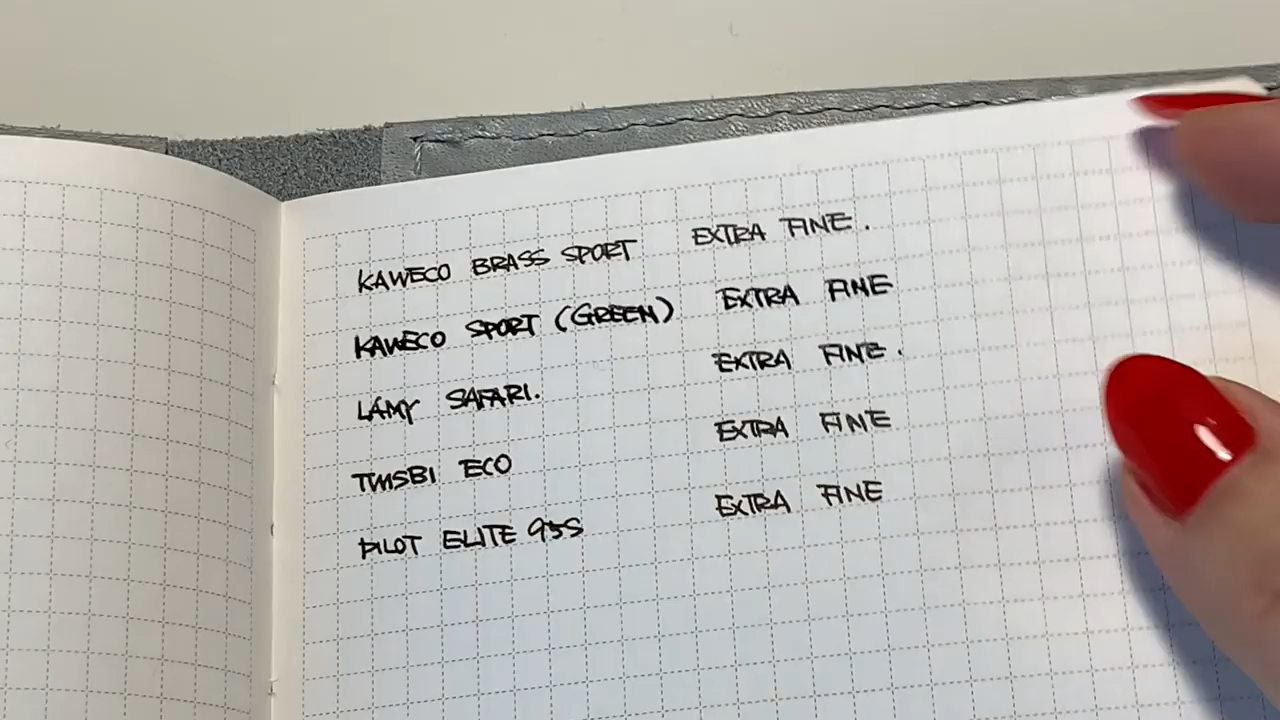 KAWECO BRASS SPORT EXTRA FINE.
KAWECO SPORT (GREEN) EXTRA FINE
LAMY SAFARI. EXTRA FINE.
TWSBI ECO EXTRA FINE
PILOT ELITE 95S EXTRA FINE